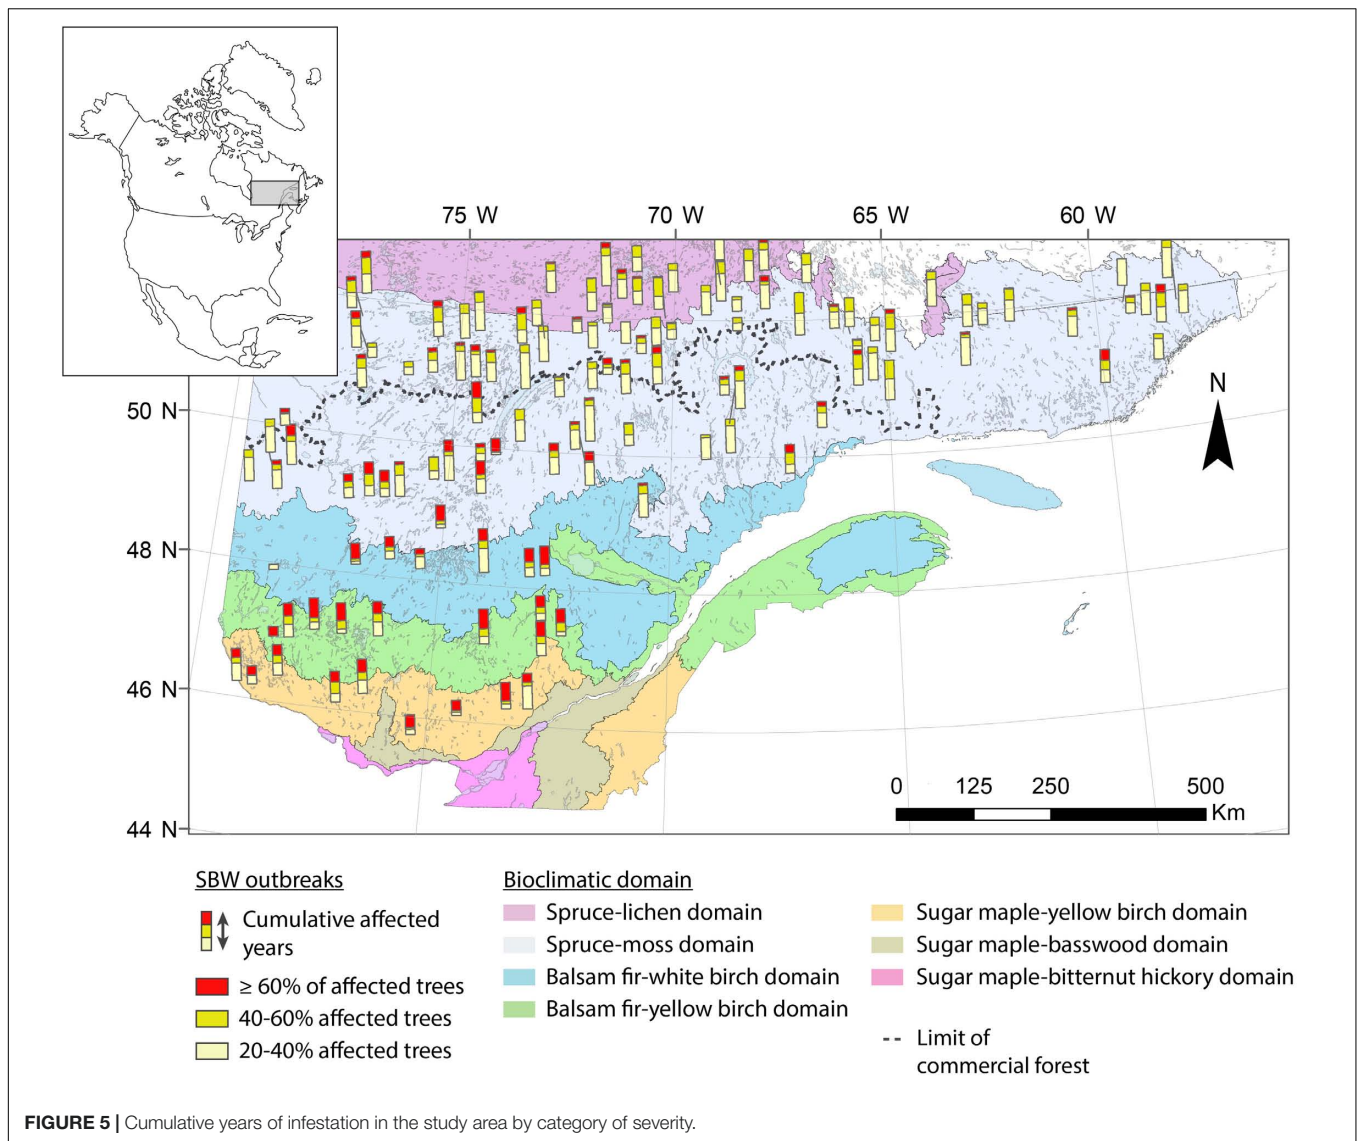 75 W 70 W 65 W 60 W
50 N
N
48 N
46 N
0 125 250 500
Km
44 N
SBW outbreaks
Cumulative affected
years
≥ 60% of affected trees
40-60% affected trees
20-40% affected trees
Bioclimatic domain
Spruce-lichen domain
Spruce-moss domain
Balsam fir-white birch domain
Balsam fir-yellow birch domain
Sugar maple-yellow birch domain
Sugar maple-basswood domain
Sugar maple-bitternut hickory domain
Limit of
commercial forest
FIGURE 5 | Cumulative years of infestation in the study area by category of severity.